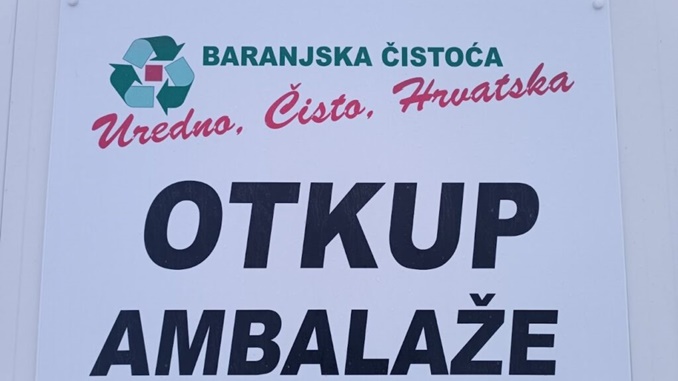 BARANJSKA ČISTOĆA
Uredno, Čisto, Hrvatska
OTKUP
AMBALAŽE